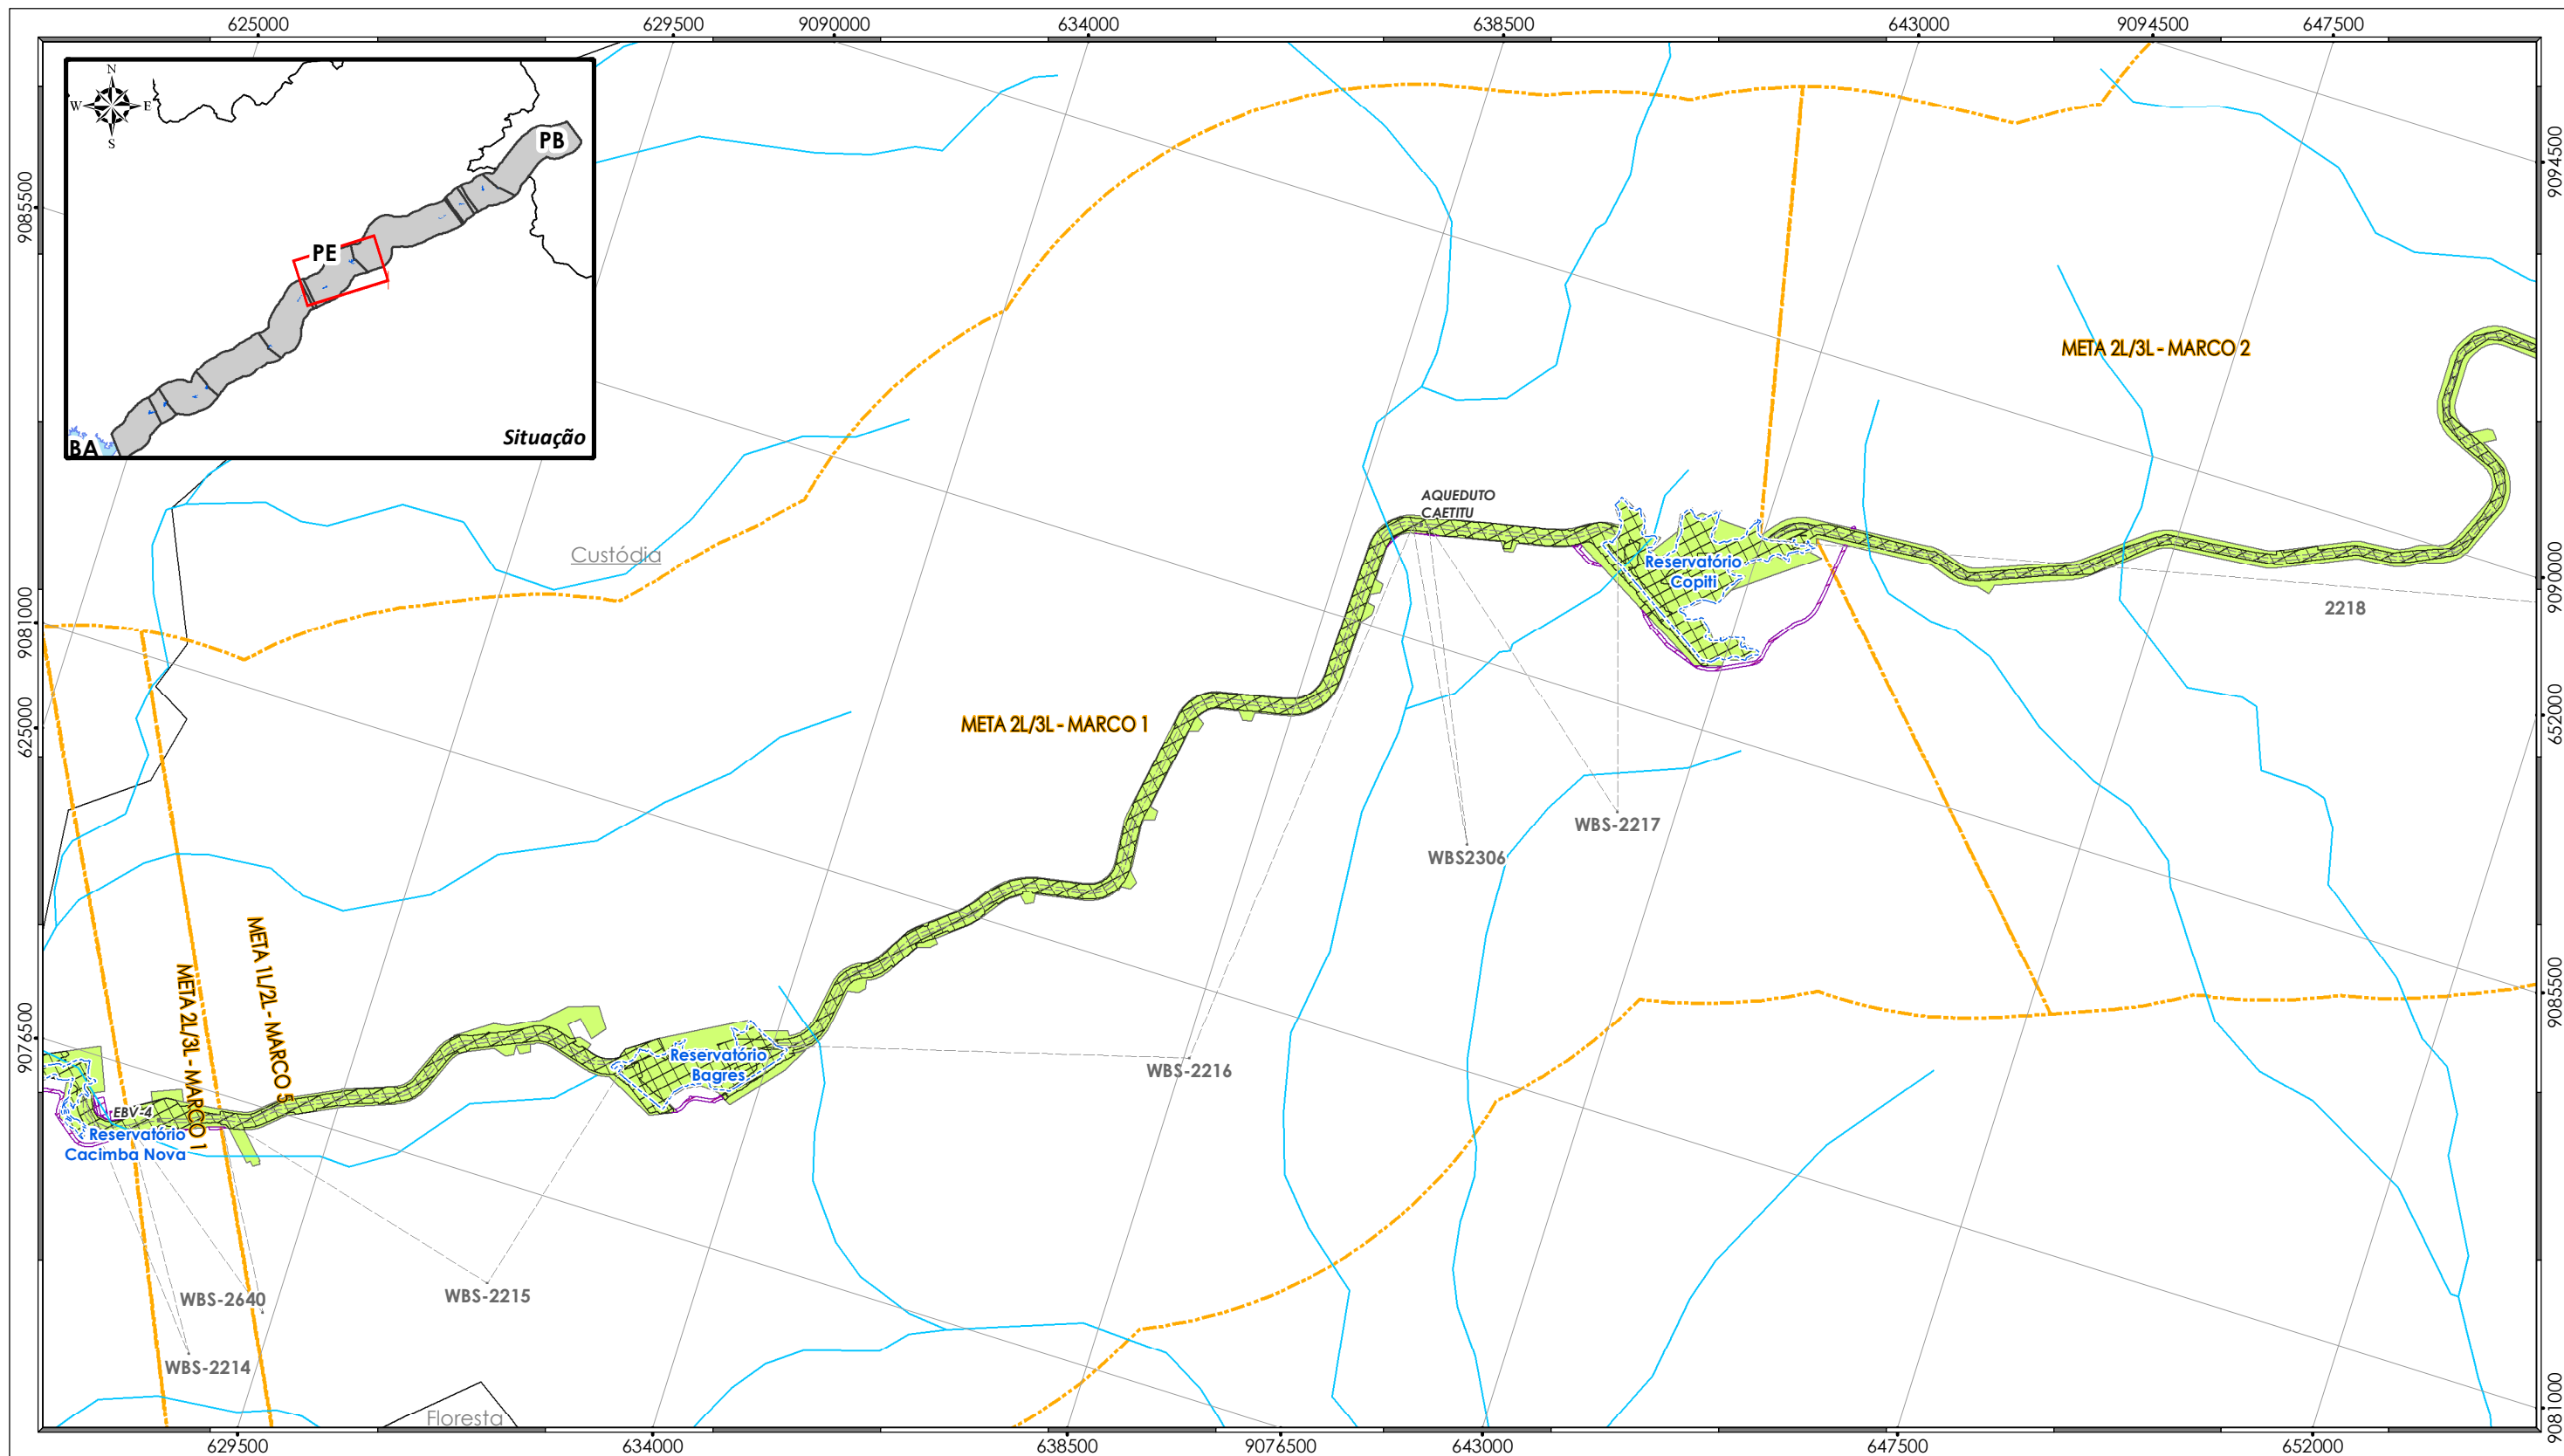 625000
629500
9090000
634000
638500
643000
9094500
647500
N
W
E
S
PB
PE
BA
Situação
9085500
9094500
META 2L/3L - MARCO 2
AQUEDUTO
CAETITU
Custódia
Reservatório
Copiti
9081000
9090000
2218
625000
652000
META 2L/3L - MARCO 1
WBS-2217
WBS2306
META 1L/2L - MARCO 5
META 2L/3L - MARCO 1
9076500
9085500
Reservatório
Bagres
WBS-2216
EBV-4
Reservatório
Cacimba Nova
WBS-2640
WBS-2215
WBS-2214
Floresta
9081000
629500
634000
638500
9076500
643000
647500
652000